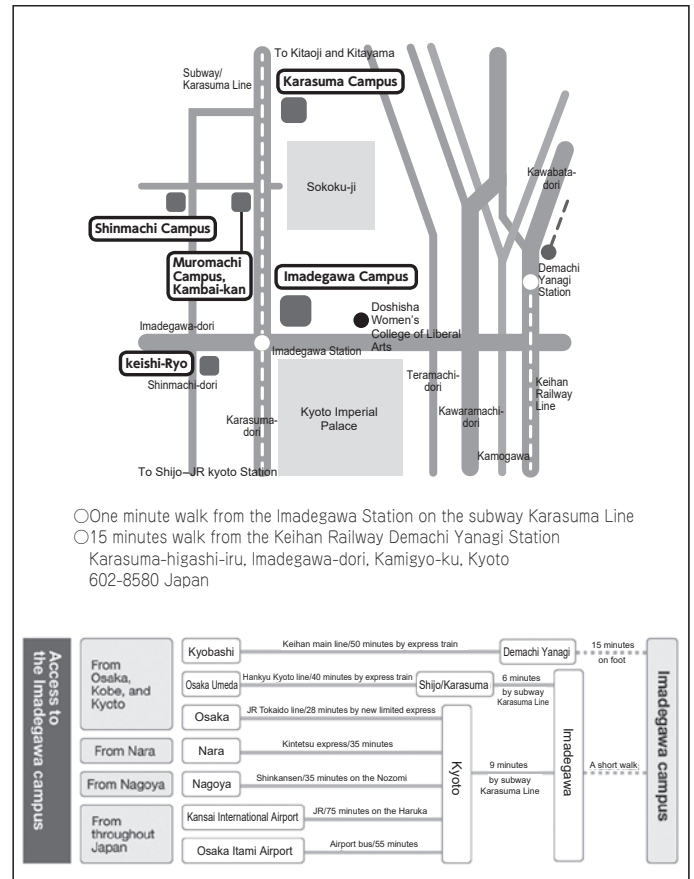 To Kitaoji and Kitayama
Subway/
Karasuma Line
Karasuma Campus
Sokoku-ji
Kawabata-
dori
Shinmachi Campus
Muromachi
Campus,
Kambai-kan
Imadegawa Campus
Demachi
Yanagi
Station
Doshisha
Women's
College of Liberal
Arts
Imadegawa-dori
Imadegawa Station
keishi-Ryo
Shinmachi-dori
Teramachi-
dori
Keihan
Railway
Line
Karasuma-
dori
Kyoto Imperial
Palace
Kawaramachi-
dori
Kamogawa
To Shijo–JR kyoto Station
○One minute walk from the Imadegawa Station on the subway Karasuma Line
○15 minutes walk from the Keihan Railway Demachi Yanagi Station
Karasuma-higashi-iru, Imadegawa-dori, Kamigyo-ku, Kyoto
602-8580 Japan
Access to
the Imadegawa campus
From
Osaka,
Kobe, and
Kyoto
Kyobashi
Keihan main line/50 minutes by express train
Demachi Yanagi
15 minutes
on foot
Osaka Umeda
Hankyu Kyoto line/40 minutes by express train
Shijo/Karasuma
6 minutes
by subway
Karasuma Line
Osaka
JR Tokaido line/28 minutes by new limited express
From Nara
Nara
Kintetsu express/35 minutes
From Nagoya
Nagoya
Shinkansen/35 minutes on the Nozomi
From
throughout
Japan
Kansai International Airport
JR/75 minutes on the Haruka
Osaka Itami Airport
Airport bus/55 minutes
Kyoto
9 minutes
by subway
Karasuma Line
Imadegawa
A short walk
Imadegawa campus